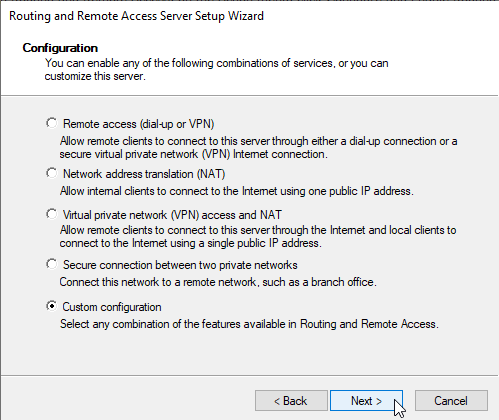 Routing and Remote Access Server Setup Wizard
Configuration
You can enable any of the following combinations of services, or you can
customize this server.
Remote access (dial-up or VPN)
Allow remote clients to connect to this server through either a dial-up connection or a
secure virtual private network (VPN) Internet connection.
Network address translation (NAT)
Allow internal clients to connect to the Internet using one public IP address.
Virtual private network (VPN) access and NAT
Allow remote clients to connect to this server through the Internet and local clients to
connect to the Internet using a single public IP address.
Secure connection between two private networks
Connect this network to a remote network, such as a branch office.
Custom configuration
Select any combination of the features available in Routing and Remote Access.
< Back Next > Cancel